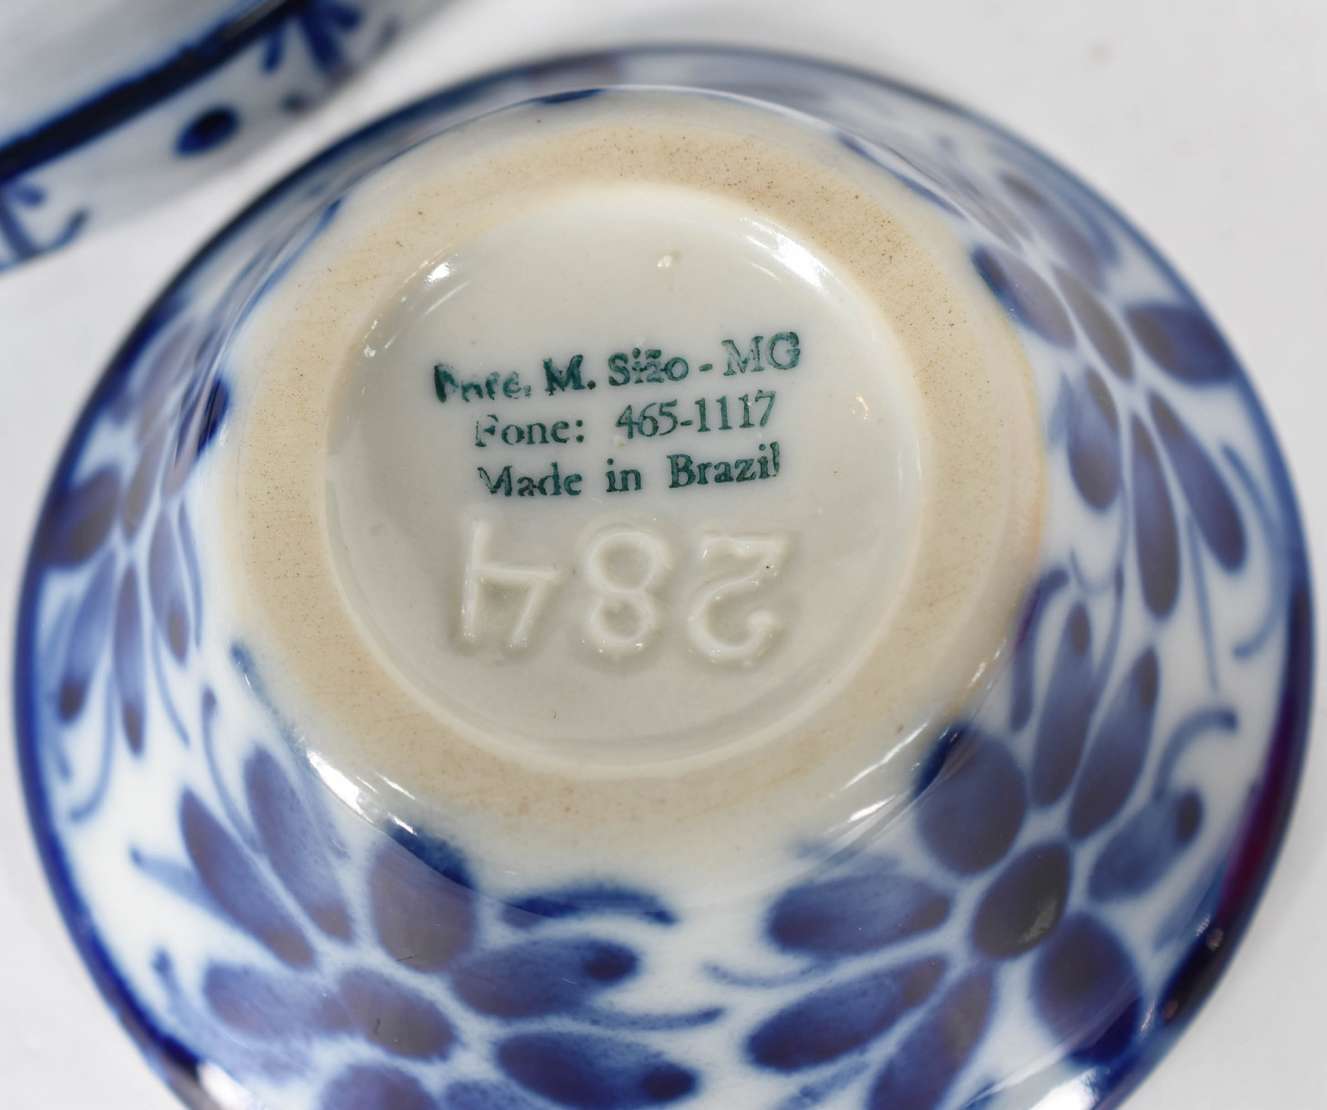 Porc. M. Sião - MG
Fone: 465-1117
Made in Brazil
284